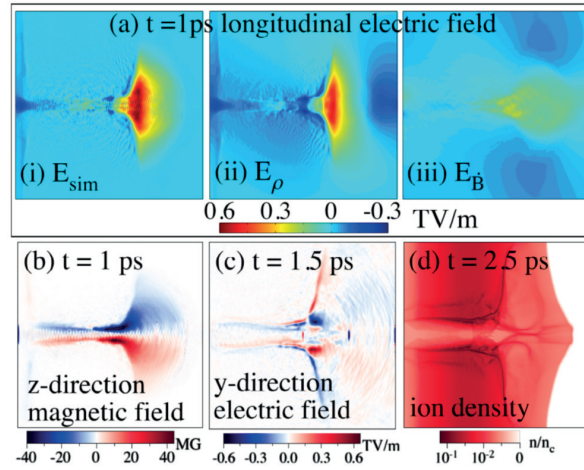 (a) t =1ps longitudinal electric field
(i) E_sim (ii) E_ρ (iii) E_Ḃ
0.6 0.3 0 -0.3 TV/m
(b) t = 1 ps (c) t = 1.5 ps (d) t = 2.5 ps
z-direction y-direction ion density
magnetic field electric field
-40 -20 0 20 40 MG -0.6 -0.3 0.0 0.3 0.6 TV/m 10^-1 10^-2 0 n/n_c